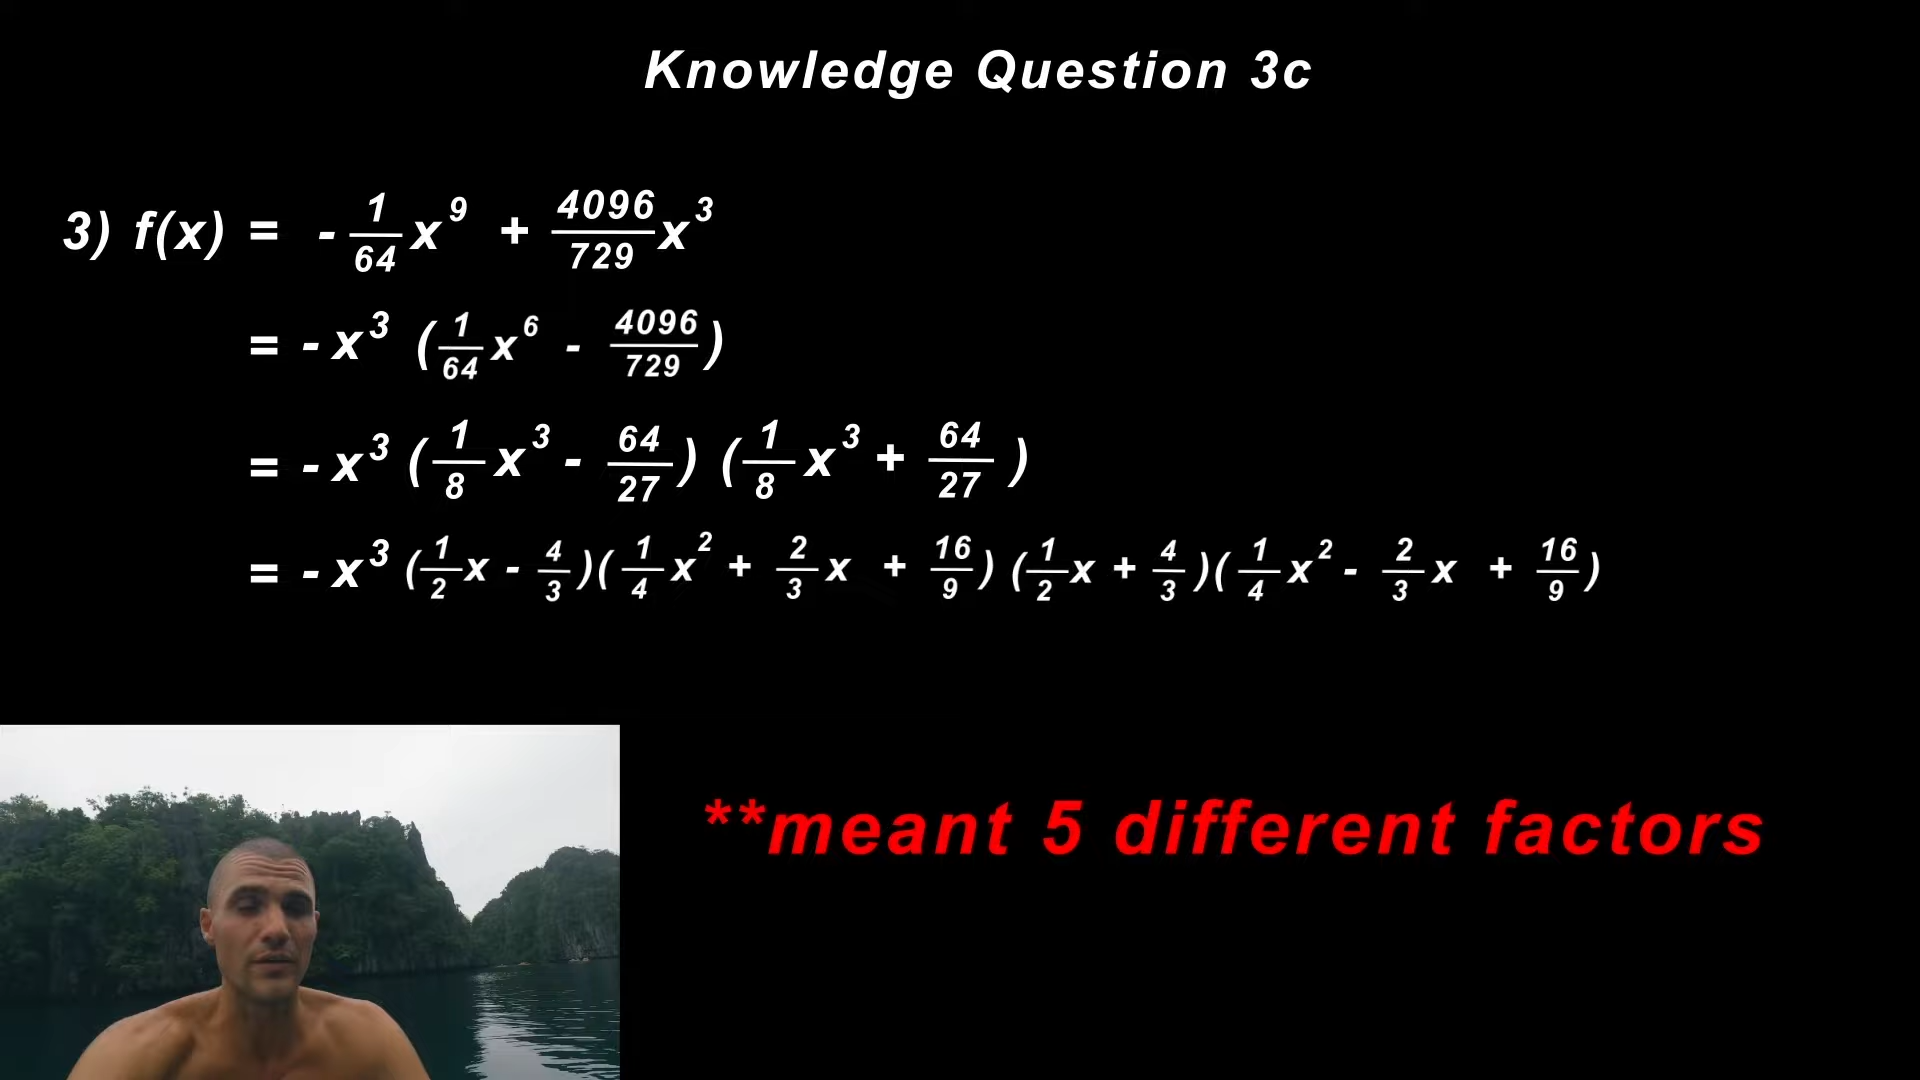 Knowledge Question 3c
3) f(x) = -1/64 x^9 + 4096/729 x^3
= -x^3 (1/64 x^6 - 4096/729)
= -x^3 (1/8 x^3 - 64/27) (1/8 x^3 + 64/27)
= -x^3 (1/2 x - 4/3)(1/4 x^2 + 2/3 x + 16/9) (1/2 x + 4/3)(1/4 x^2 - 2/3 x + 16/9)
**meant 5 different factors